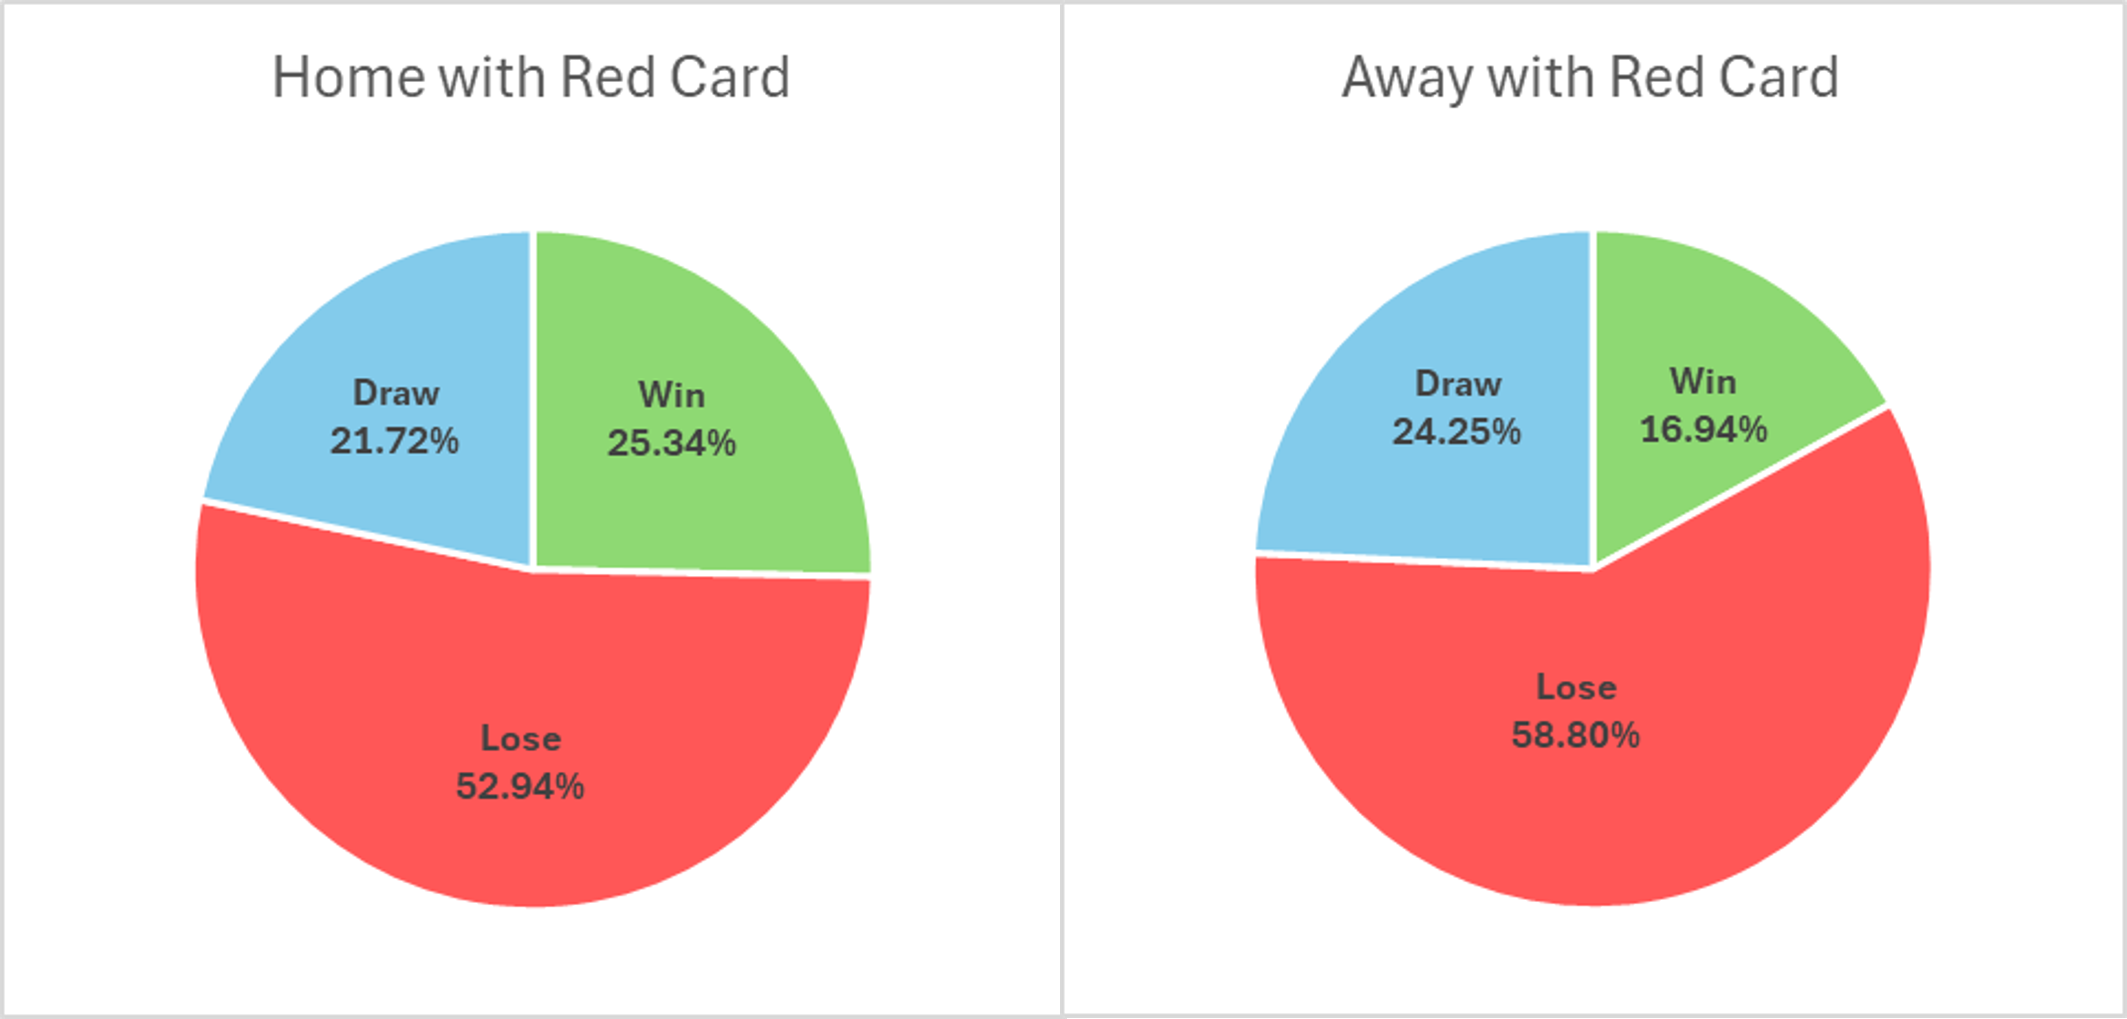 Home with Red Card
Draw
21.72%
Win
25.34%
Lose
52.94%
Away with Red Card
Draw
24.25%
Win
16.94%
Lose
58.80%